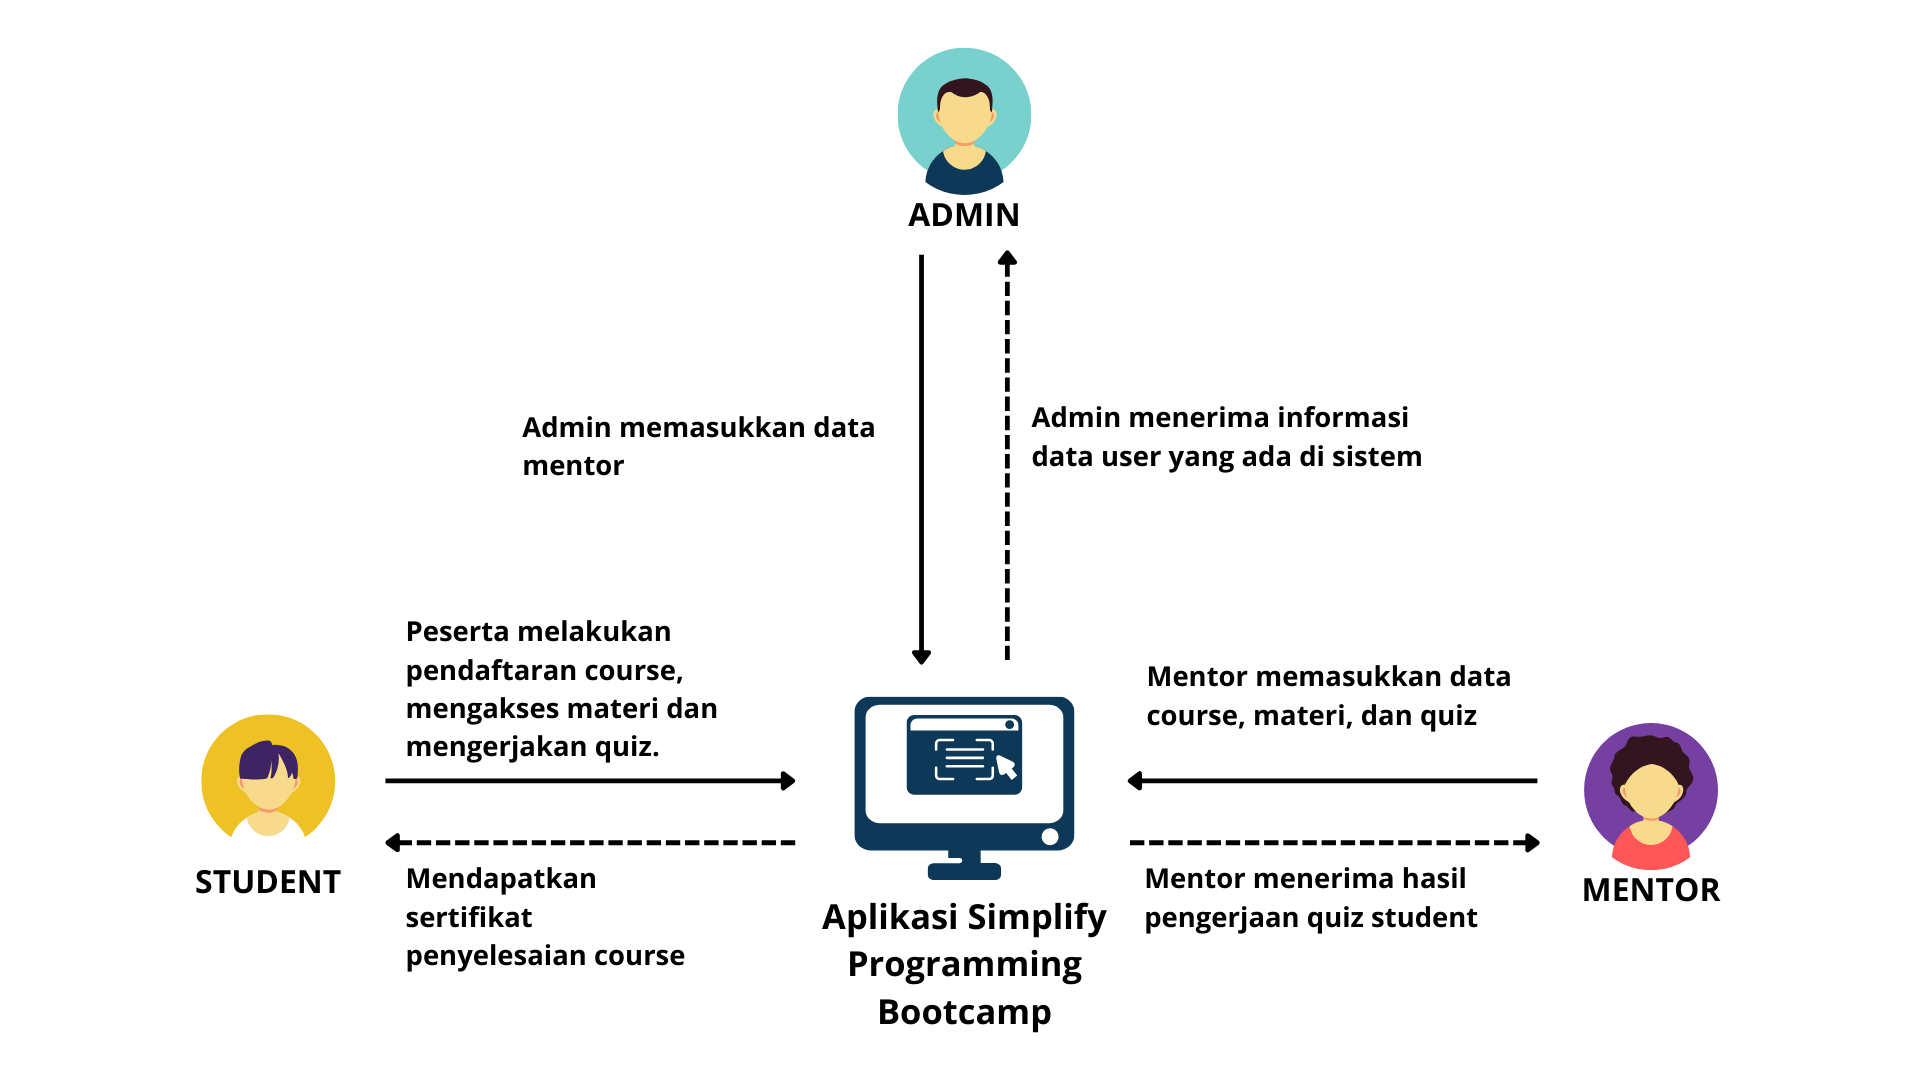 ADMIN
Admin memasukkan data
mentor
Admin menerima informasi
data user yang ada di sistem
Peserta melakukan
pendaftaran course,
mengakses materi dan
mengerjakan quiz.
Mentor memasukkan data
course, materi, dan quiz
STUDENT
Mendapatkan
sertifikat
penyelesaian course
Aplikasi Simplify
Programming
Bootcamp
Mentor menerima hasil
pengerjaan quiz student
MENTOR